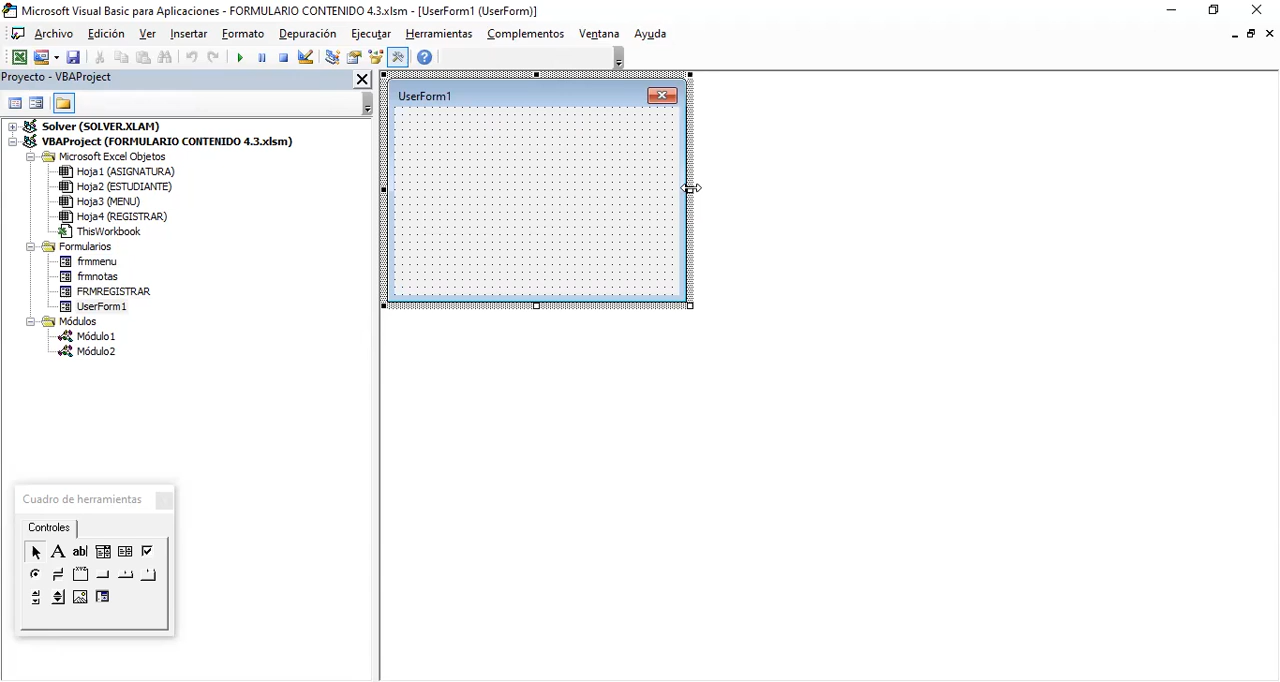 Microsoft Visual Basic para Aplicaciones - FORMULARIO CONTENIDO 4.3.xlsm - [UserForm1 (UserForm)]
Archivo Edición Ver Insertar Formato Depuración Ejecutar Herramientas Complementos Ventana Ayuda
Proyecto - VBAProject
Solver (SOLVER.XLAM)
VBAProject (FORMULARIO CONTENIDO 4.3.xlsm)
Microsoft Excel Objetos
Hoja1 (ASIGNATURA)
Hoja2 (ESTUDIANTE)
Hoja3 (MENU)
Hoja4 (REGISTRAR)
ThisWorkbook
Formularios
frmmenu
frmnotas
FRMREGISTRAR
UserForm1
Módulos
Módulo1
Módulo2
UserForm1
Cuadro de herramientas
Controles
A ab|
XYZ